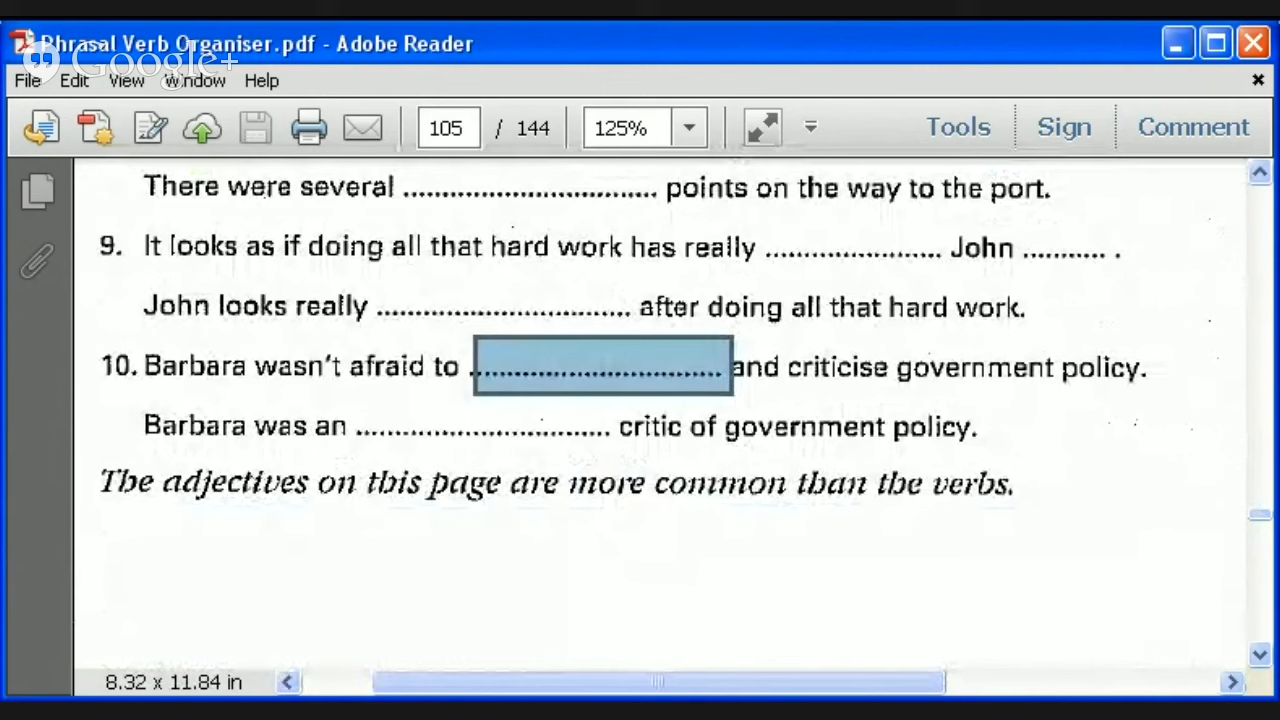 Phrasal Verb Organiser.pdf - Adobe Reader
Google+
File Edit View Window Help
105 / 144 125% Tools Sign Comment
There were several ................................ points on the way to the port.
9. It looks as if doing all that hard work has really ...................... John ........... .
John looks really ................................ after doing all that hard work.
10. Barbara wasn't afraid to ................................ and criticise government policy.
Barbara was an ................................ critic of government policy.
The adjectives on this page are more common than the verbs.
8.32 x 11.84 in